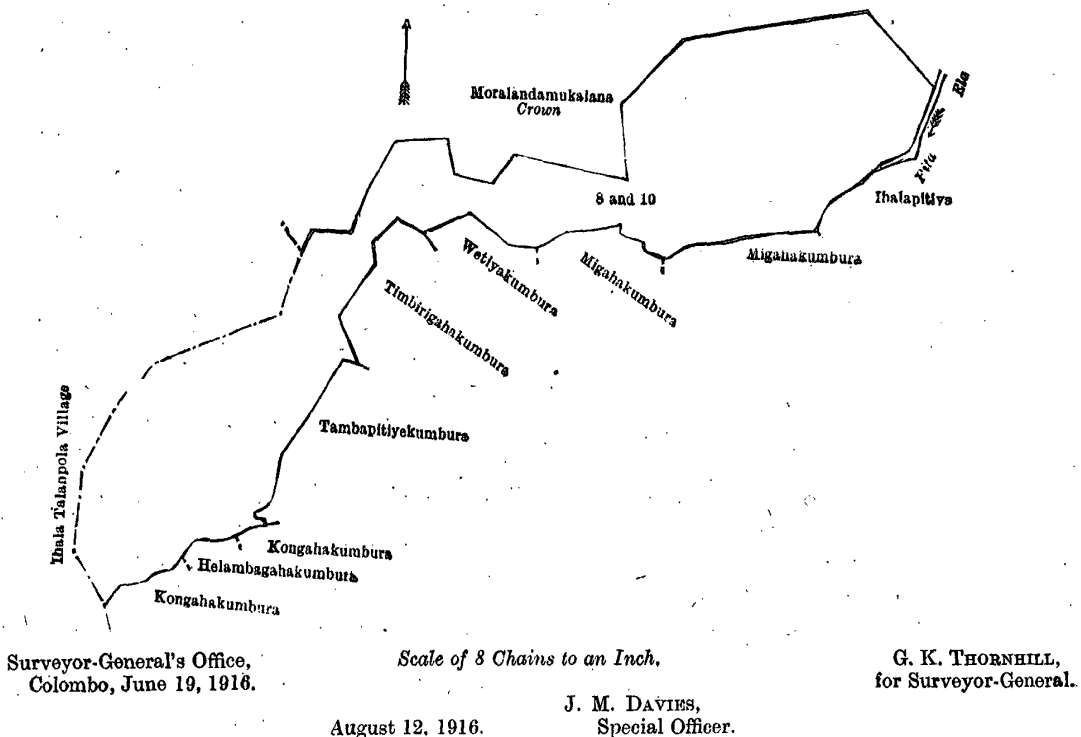 Moralandamukalana
Crown
Ela
Pita
Ihalapitiya
8 and 10
Migahakumbura
Wetiyakumbura
Migahakumbura
Timbirigahakumbura
Tambapitiyekumbura
Ihala Talanpola Village
Kongahakumbura
Helambagahakumbura
Kongahakumbura
Surveyor-General's Office,
Colombo, June 19, 1916.
Scale of 8 Chains to an Inch.
G. K. THORNHILL,
for Surveyor-General.
J. M. DAVIES,
August 12, 1916. Special Officer.